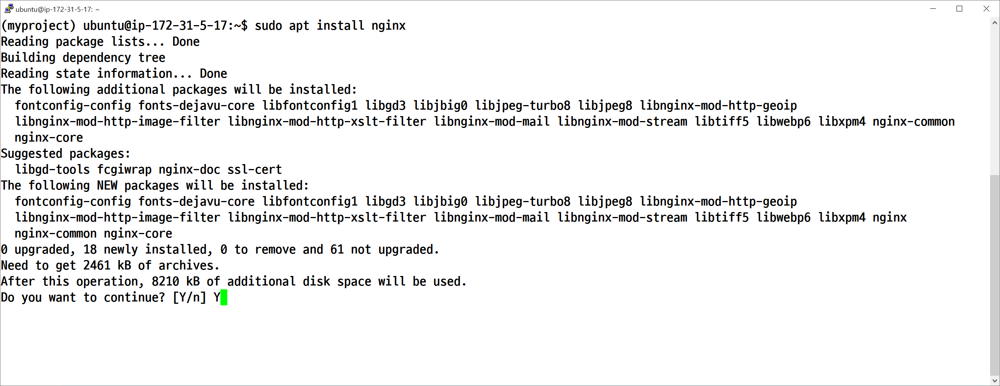 ubuntu@ip-172-31-5-17: ~
(myproject) ubuntu@ip-172-31-5-17:~$ sudo apt install nginx
Reading package lists... Done
Building dependency tree
Reading state information... Done
The following additional packages will be installed:
  fontconfig-config fonts-dejavu-core libfontconfig1 libgd3 libjbig0 libjpeg-turbo8 libjpeg8 libnginx-mod-http-geoip
  libnginx-mod-http-image-filter libnginx-mod-http-xslt-filter libnginx-mod-mail libnginx-mod-stream libtiff5 libwebp6 libxpm4 nginx-common
  nginx-core
Suggested packages:
  libgd-tools fcgiwrap nginx-doc ssl-cert
The following NEW packages will be installed:
  fontconfig-config fonts-dejavu-core libfontconfig1 libgd3 libjbig0 libjpeg-turbo8 libjpeg8 libnginx-mod-http-geoip
  libnginx-mod-http-image-filter libnginx-mod-http-xslt-filter libnginx-mod-mail libnginx-mod-stream libtiff5 libwebp6 libxpm4 nginx
  nginx-common nginx-core
0 upgraded, 18 newly installed, 0 to remove and 61 not upgraded.
Need to get 2461 kB of archives.
After this operation, 8210 kB of additional disk space will be used.
Do you want to continue? [Y/n] Y